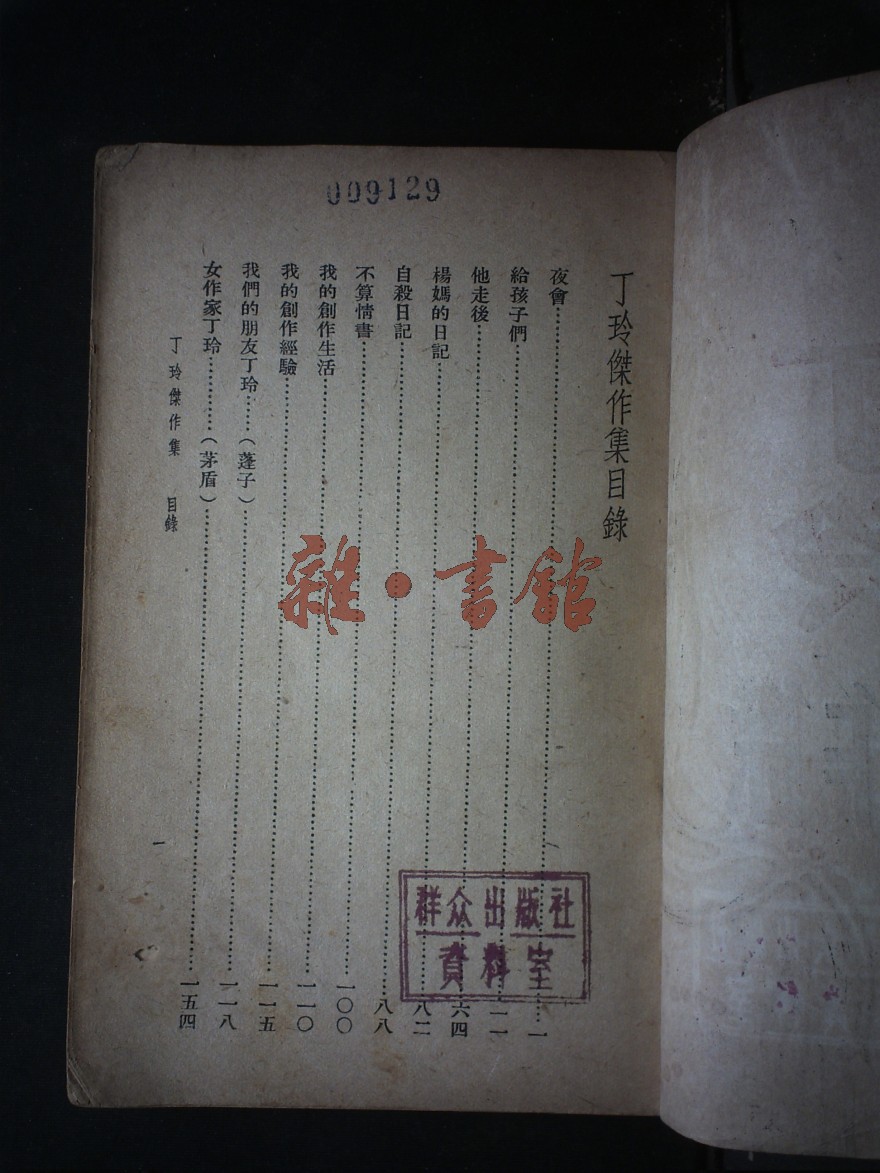 009129
丁玲傑作集目錄
夜會……一
給孩子們……
他走後……六四
楊媽的日記……八二
自殺日記……八八
不算情書……一〇〇
我的創作生活……一一〇
我的創作經驗……一一五
我們的朋友丁玲……（蓬子）……一一八
女作家丁玲……（茅盾）……一五四
丁玲傑作集 目錄
一
雜·書館
群众出版社
資料室